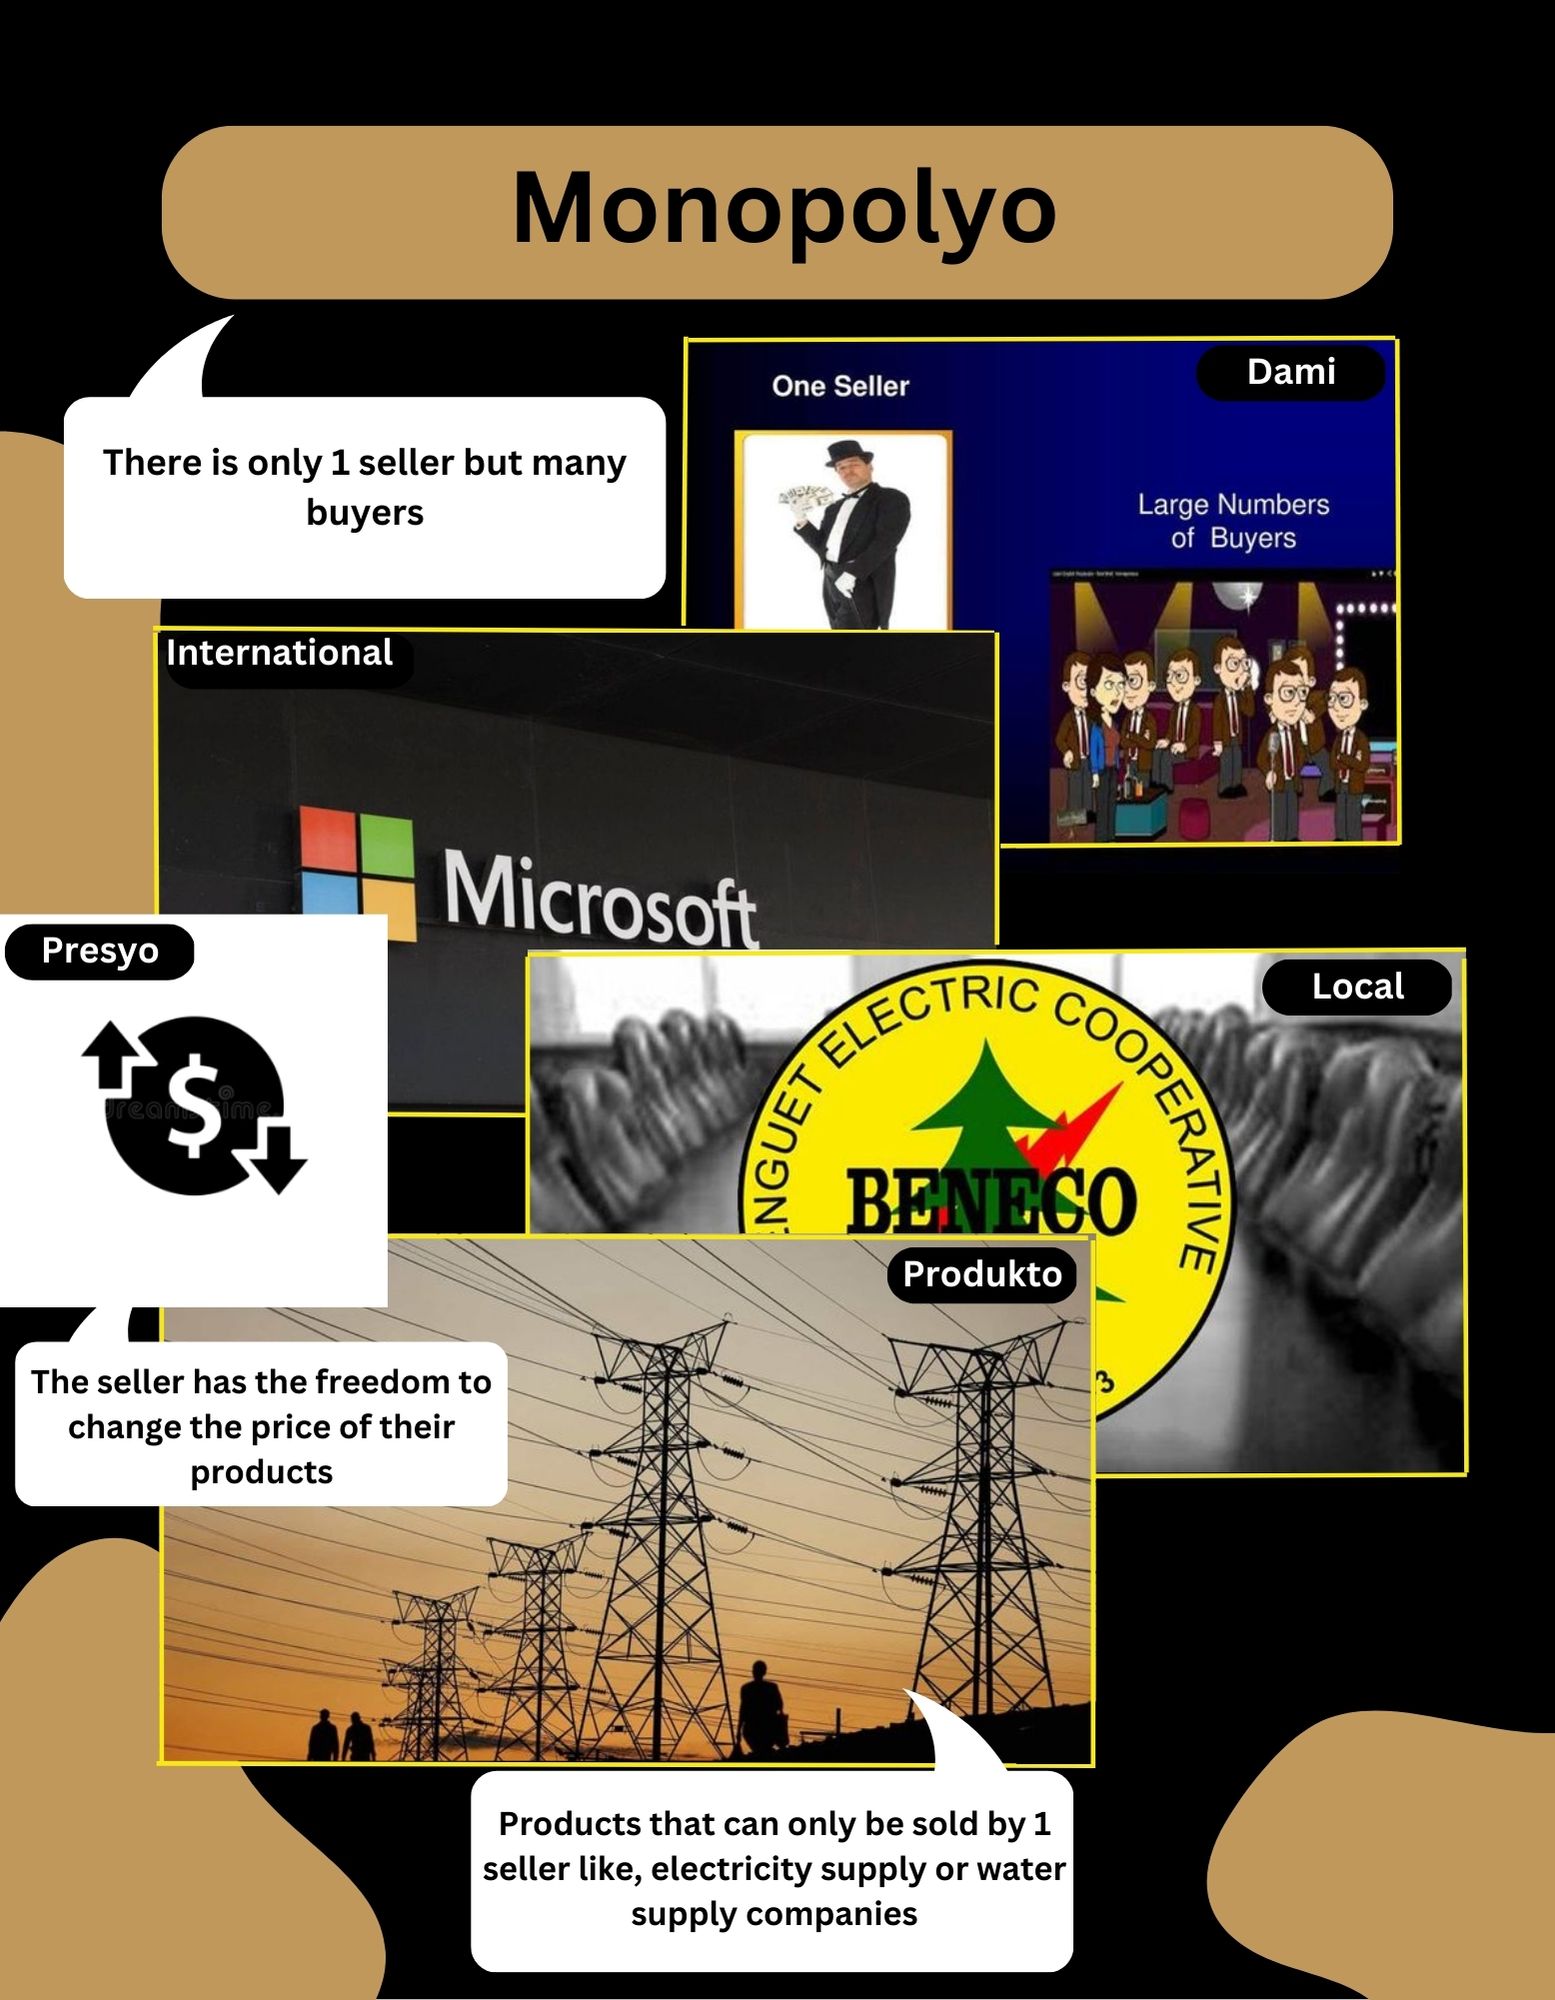 Monopolyo
There is only 1 seller but many
buyers
Dami
One Seller
Large Numbers
of Buyers
International
Microsoft
Presyo
$
dreamstime
Local
ENGUET ELECTRIC COOPERATIVE
BENECO
3
Produkto
The seller has the freedom to
change the price of their
products
Products that can only be sold by 1
seller like, electricity supply or water
supply companies